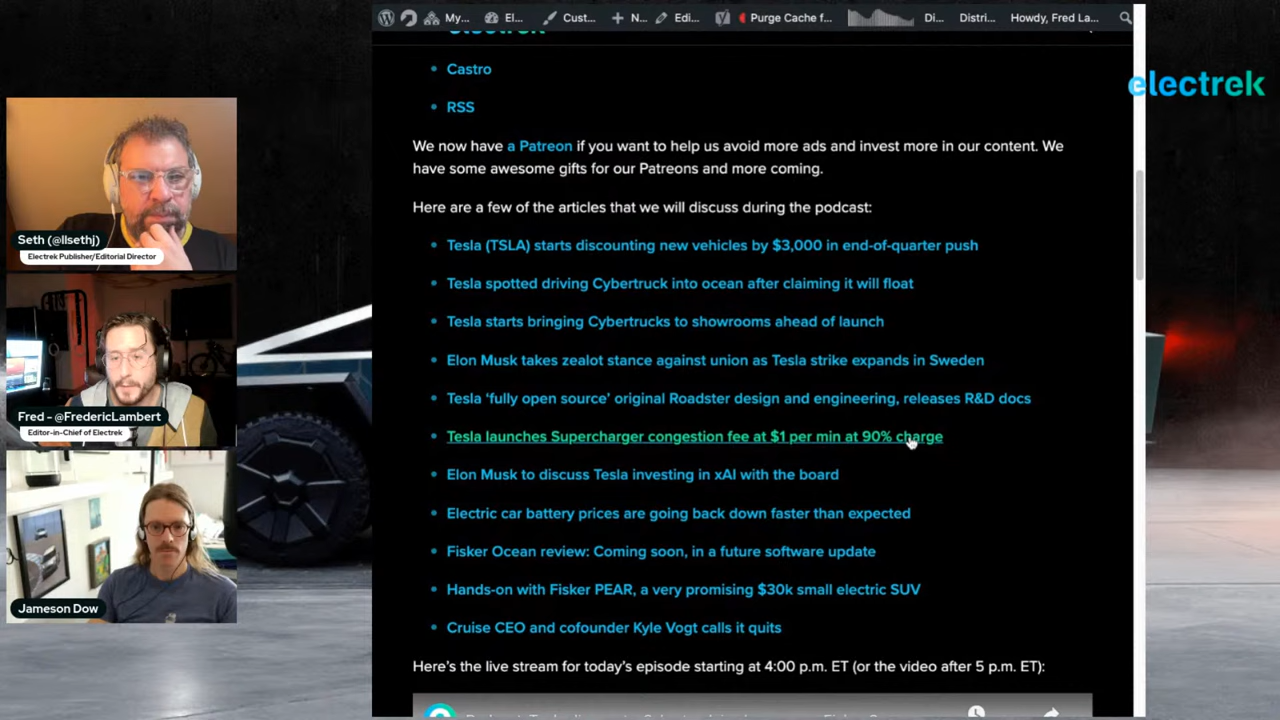 My...
El...
Cust...
N...
Edi...
Purge Cache f...
Di...
Distri...
Howdy, Fred La...
electrek
electrek
Castro
RSS
We now have a Patreon if you want to help us avoid more ads and invest more in our content. We
have some awesome gifts for our Patreons and more coming.
Here are a few of the articles that we will discuss during the podcast:
Tesla (TSLA) starts discounting new vehicles by $3,000 in end-of-quarter push
Tesla spotted driving Cybertruck into ocean after claiming it will float
Tesla starts bringing Cybertrucks to showrooms ahead of launch
Elon Musk takes zealot stance against union as Tesla strike expands in Sweden
Tesla ‘fully open source’ original Roadster design and engineering, releases R&D docs
Tesla launches Supercharger congestion fee at $1 per min at 90% charge
Elon Musk to discuss Tesla investing in xAI with the board
Electric car battery prices are going back down faster than expected
Fisker Ocean review: Coming soon, in a future software update
Hands-on with Fisker PEAR, a very promising $30k small electric SUV
Cruise CEO and cofounder Kyle Vogt calls it quits
Here’s the live stream for today’s episode starting at 4:00 p.m. ET (or the video after 5 p.m. ET):
Seth (@llsethj)
Electrek Publisher/Editorial Director
Fred - @FredericLambert
Editor-in-Chief of Electrek
Jameson Dow